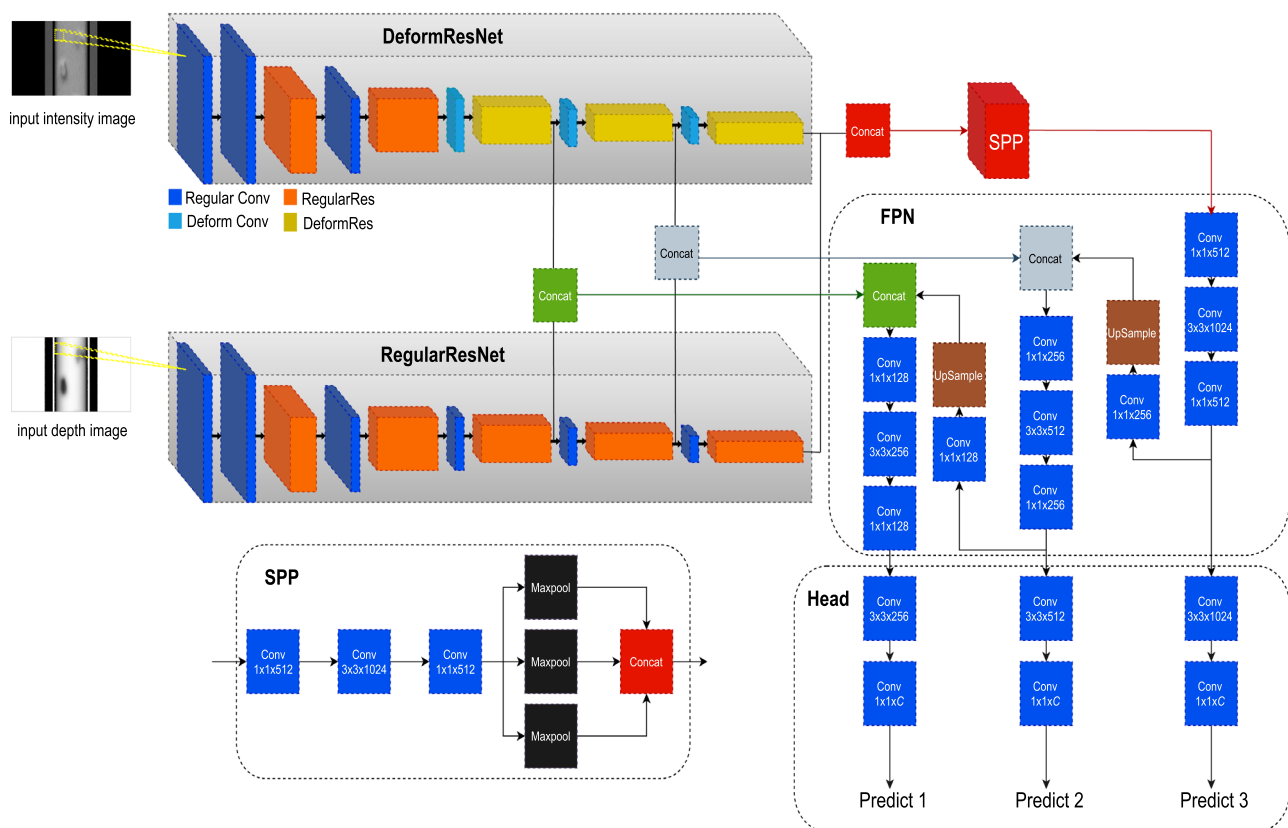 DeformResNet
input intensity image
Regular Conv
RegularRes
Deform Conv
DeformRes
Concat
SPP
Concat
Concat
RegularResNet
input depth image
FPN
Concat
Conv
1x1x128
Conv
3x3x256
Conv
1x1x128
UpSample
Conv
1x1x128
Concat
Conv
1x1x256
Conv
3x3x512
Conv
1x1x256
UpSample
Conv
1x1x256
Conv
1x1x512
Conv
3x3x1024
Conv
1x1x512
SPP
Conv
1x1x512
Conv
3x3x1024
Conv
1x1x512
Maxpool
Maxpool
Maxpool
Concat
Head
Conv
3x3x256
Conv
1x1xC
Predict 1
Conv
3x3x512
Conv
1x1xC
Predict 2
Conv
3x3x1024
Conv
1x1xC
Predict 3